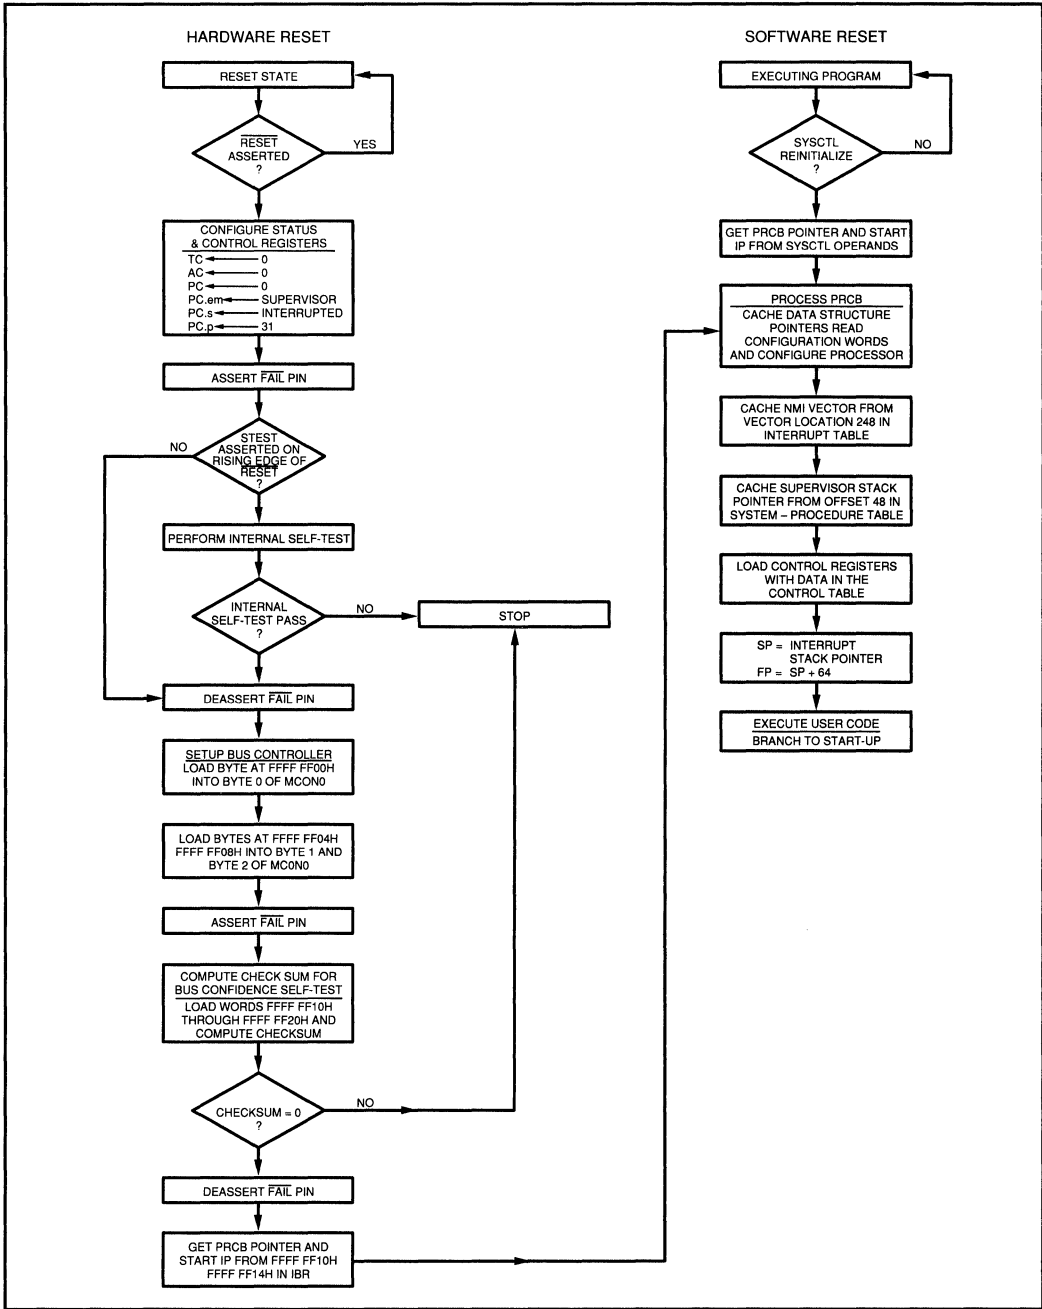 HARDWARE RESET
RESET STATE
RESET
ASSERTED
?
YES
CONFIGURE STATUS
& CONTROL REGISTERS
TC 0
AC 0
PC 0
PC.em SUPERVISOR
PC.s INTERRUPTED
PC.p 31
ASSERT FAIL PIN
STEST
ASSERTED ON
RISING EDGE OF
RESET
?
NO
PERFORM INTERNAL SELF-TEST
INTERNAL
SELF-TEST PASS
?
NO
STOP
DEASSERT FAIL PIN
SETUP BUS CONTROLLER
LOAD BYTE AT FFFF FF00H
INTO BYTE 0 OF MCON0
LOAD BYTES AT FFFF FF04H
FFFF FF08H INTO BYTE 1 AND
BYTE 2 OF MCON0
ASSERT FAIL PIN
COMPUTE CHECK SUM FOR
BUS CONFIDENCE SELF-TEST
LOAD WORDS FFFF FF10H
THROUGH FFFF FF20H AND
COMPUTE CHECKSUM
CHECKSUM = 0
?
NO
DEASSERT FAIL PIN
GET PRCB POINTER AND
START IP FROM FFFF FF10H
FFFF FF14H IN IBR
SOFTWARE RESET
EXECUTING PROGRAM
SYSCTL
REINITIALIZE
?
NO
GET PRCB POINTER AND START
IP FROM SYSCTL OPERANDS
PROCESS PRCB
CACHE DATA STRUCTURE
POINTERS READ
CONFIGURATION WORDS
AND CONFIGURE PROCESSOR
CACHE NMI VECTOR FROM
VECTOR LOCATION 248 IN
INTERRUPT TABLE
CACHE SUPERVISOR STACK
POINTER FROM OFFSET 48 IN
SYSTEM – PROCEDURE TABLE
LOAD CONTROL REGISTERS
WITH DATA IN THE
CONTROL TABLE
SP = INTERRUPT
STACK POINTER
FP = SP + 64
EXECUTE USER CODE
BRANCH TO START-UP